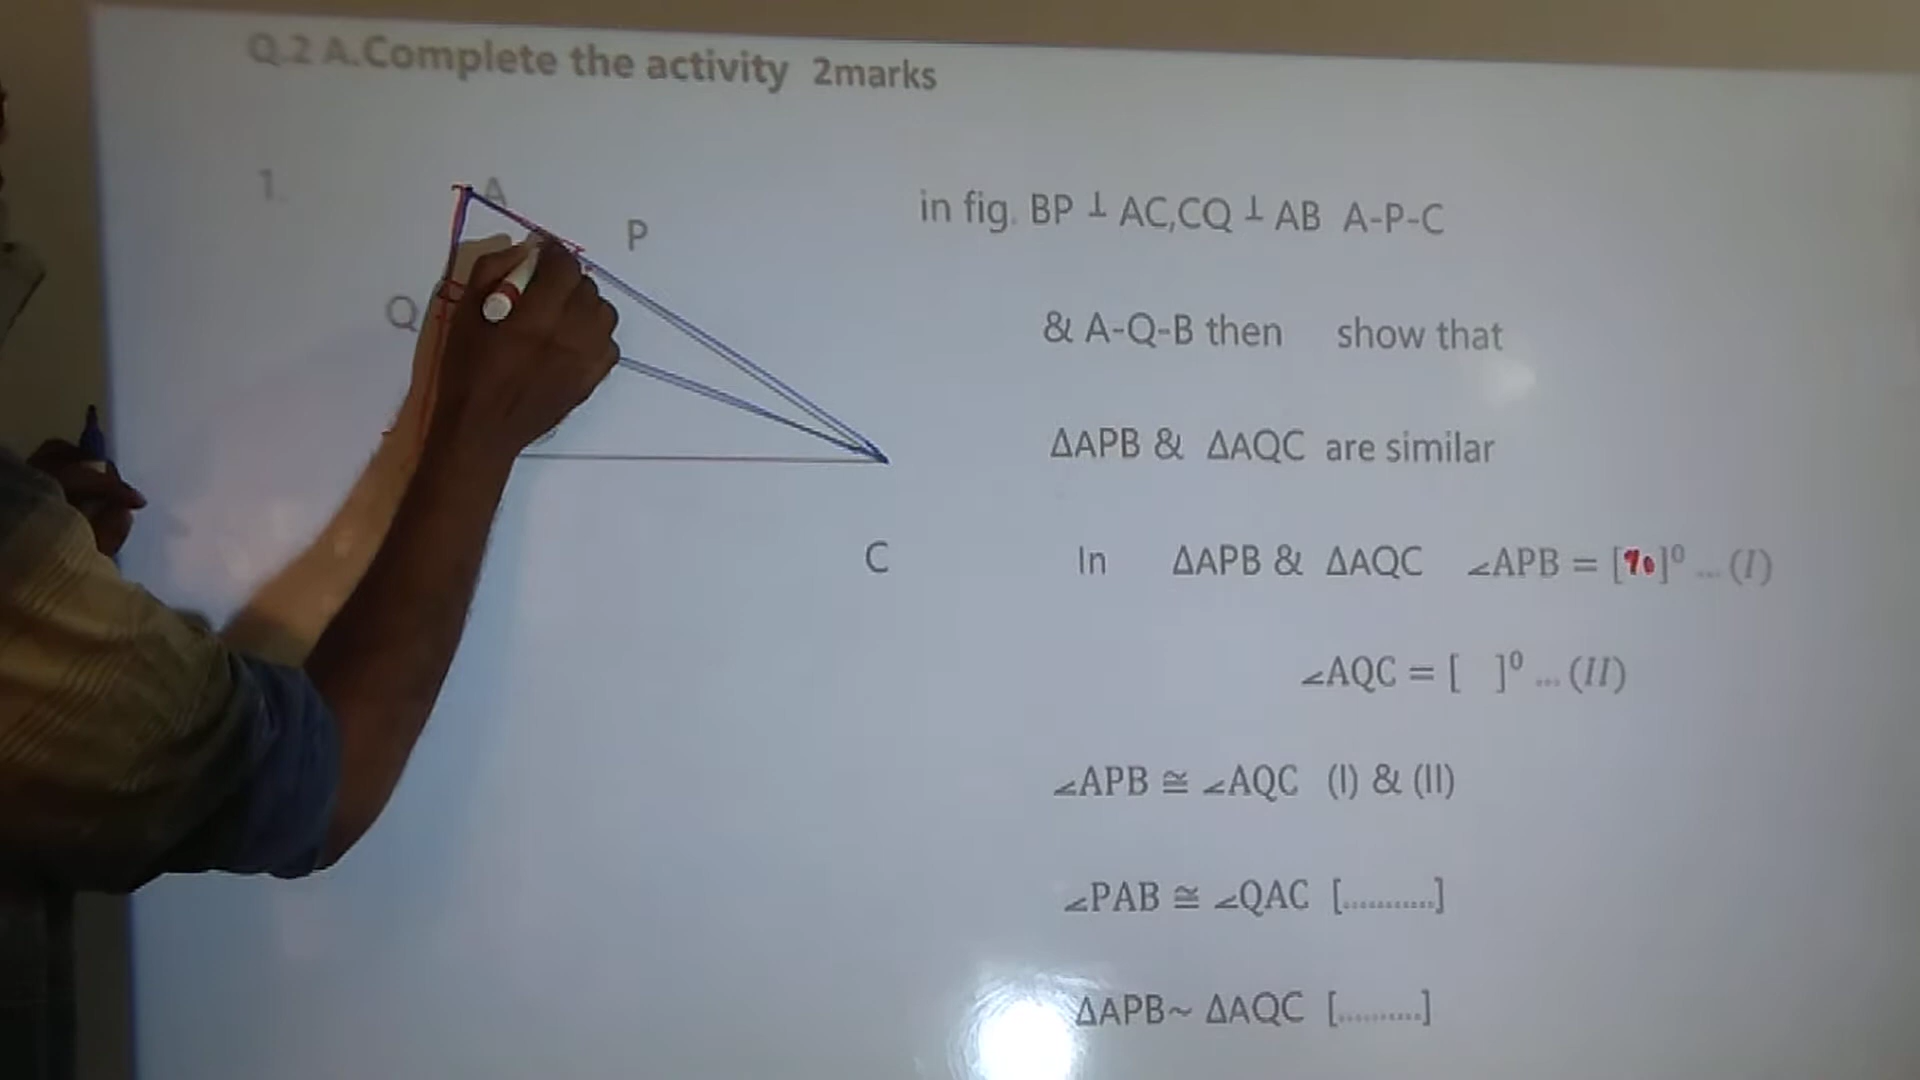 Q.2 A.Complete the activity 2marks
1.
A
P
Q
C
in fig. BP ⊥ AC,CQ ⊥ AB A-P-C
& A-Q-B then show that
ΔAPB & ΔAQC are similar
In ΔAPB & ΔAQC ∠APB = [90]⁰ ... (I)
∠AQC = [ ]⁰ ... (II)
∠APB ≅ ∠AQC (I) & (II)
∠PAB ≅ ∠QAC [............]
ΔAPB~ ΔAQC [...........]